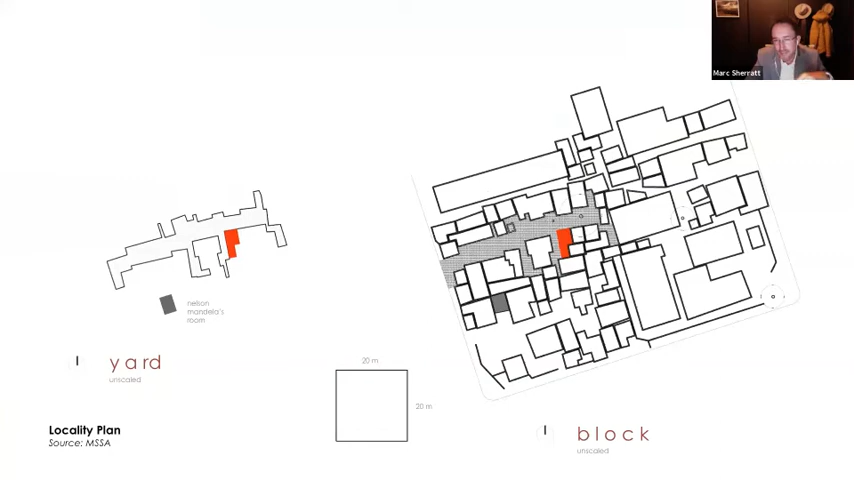 Marc Sherratt
nelson
mandela's
room
yard
unscaled
20 m
20 m
Locality Plan
Source: MSSA
block
unscaled